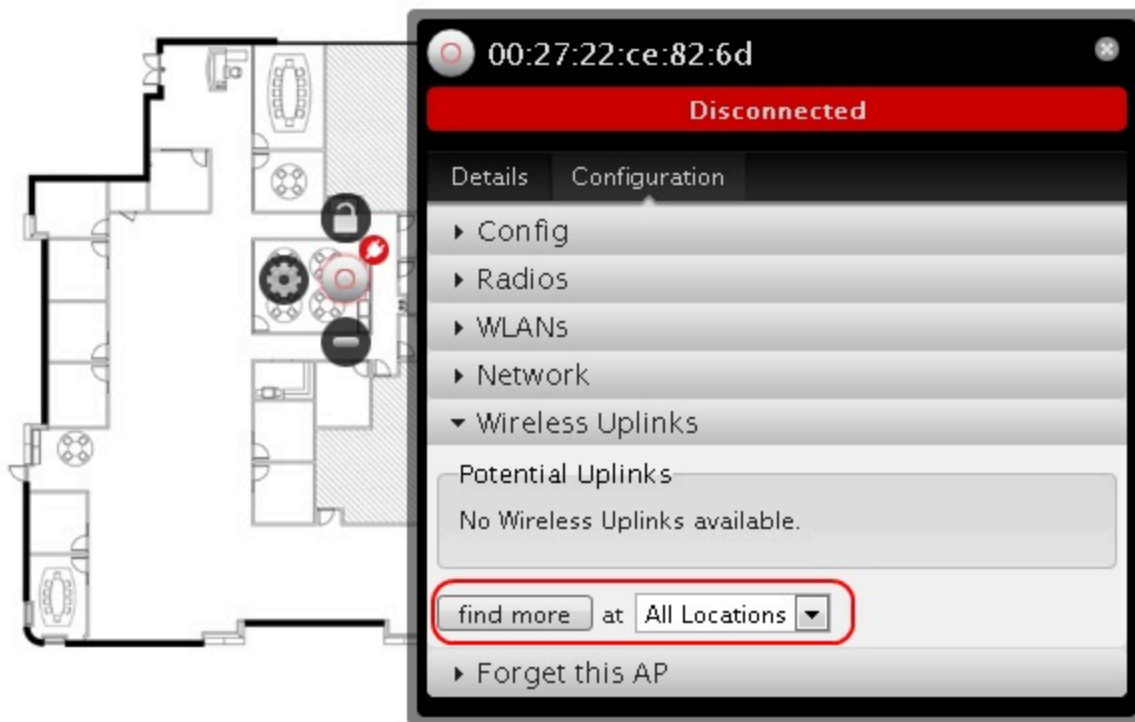 00:27:22:ce:82:6d
Disconnected
Details Configuration
Config
Radios
WLANs
Network
Wireless Uplinks
Potential Uplinks
No Wireless Uplinks available.
find more at All Locations
Forget this AP